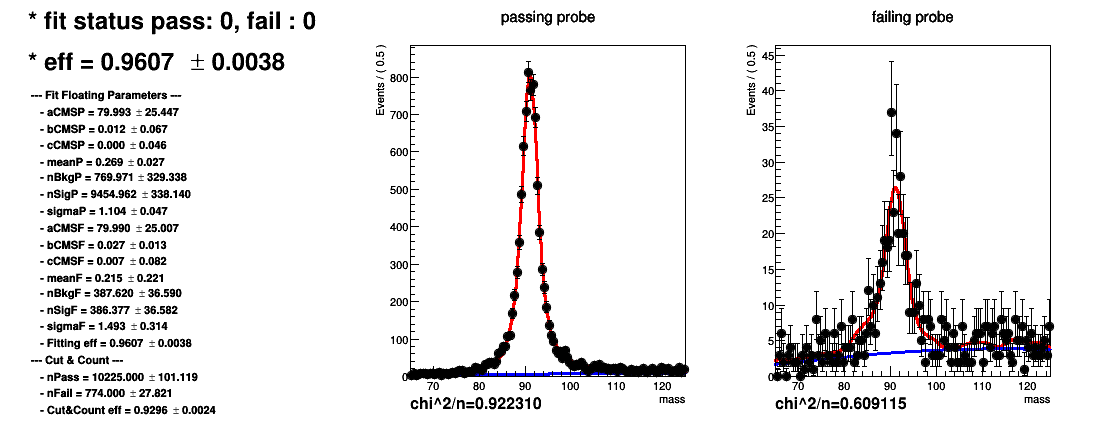 * fit status pass: 0, fail : 0
* eff = 0.9607 ± 0.0038
--- Fit Floating Parameters ---
- aCMSP = 79.993 ± 25.447
- bCMSP = 0.012 ± 0.067
- cCMSP = 0.000 ± 0.046
- meanP = 0.269 ± 0.027
- nBkgP = 769.971 ± 329.338
- nSigP = 9454.962 ± 338.140
- sigmaP = 1.104 ± 0.047
- aCMSF = 79.990 ± 25.007
- bCMSF = 0.027 ± 0.013
- cCMSF = 0.007 ± 0.082
- meanF = 0.215 ± 0.221
- nBkgF = 387.620 ± 36.590
- nSigF = 386.377 ± 36.582
- sigmaF = 1.493 ± 0.314
- Fitting eff = 0.9607 ± 0.0038
--- Cut & Count ---
- nPass = 10225.000 ± 101.119
- nFail = 774.000 ± 27.821
- Cut&Count eff = 0.9296 ± 0.0024
passing probe
Events / ( 0.5 )
800
700
600
500
400
300
200
100
0
70 80 90 100 110 120
mass
chi^2/n=0.922310
failing probe
Events / ( 0.5 )
45
40
35
30
25
20
15
10
5
0
70 80 90 100 110 120
mass
chi^2/n=0.609115